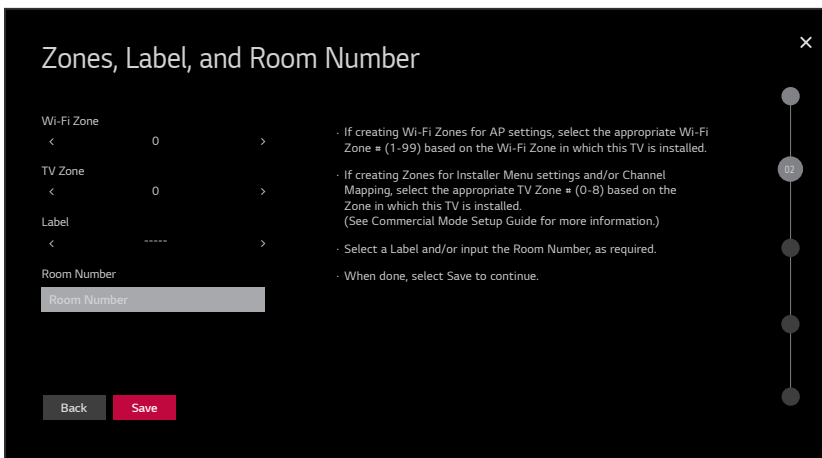 Zones, Label, and Room Number
×
Wi-Fi Zone
< 0 >
TV Zone
< 0 >
Label
< ----- >
Room Number
Room Number
Back
Save
· If creating Wi-Fi Zones for AP settings, select the appropriate Wi-Fi
Zone # (1-99) based on the Wi-Fi Zone in which this TV is installed.
· If creating Zones for Installer Menu settings and/or Channel
Mapping, select the appropriate TV Zone # (0-8) based on the
Zone in which this TV is installed.
(See Commercial Mode Setup Guide for more information.)
· Select a Label and/or input the Room Number, as required.
· When done, select Save to continue.
02